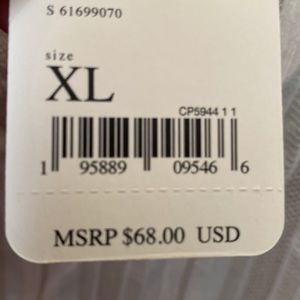 S 61699070
size
XL
CP5944 1 1
1 95889 09546 6
MSRP $68.00 USD